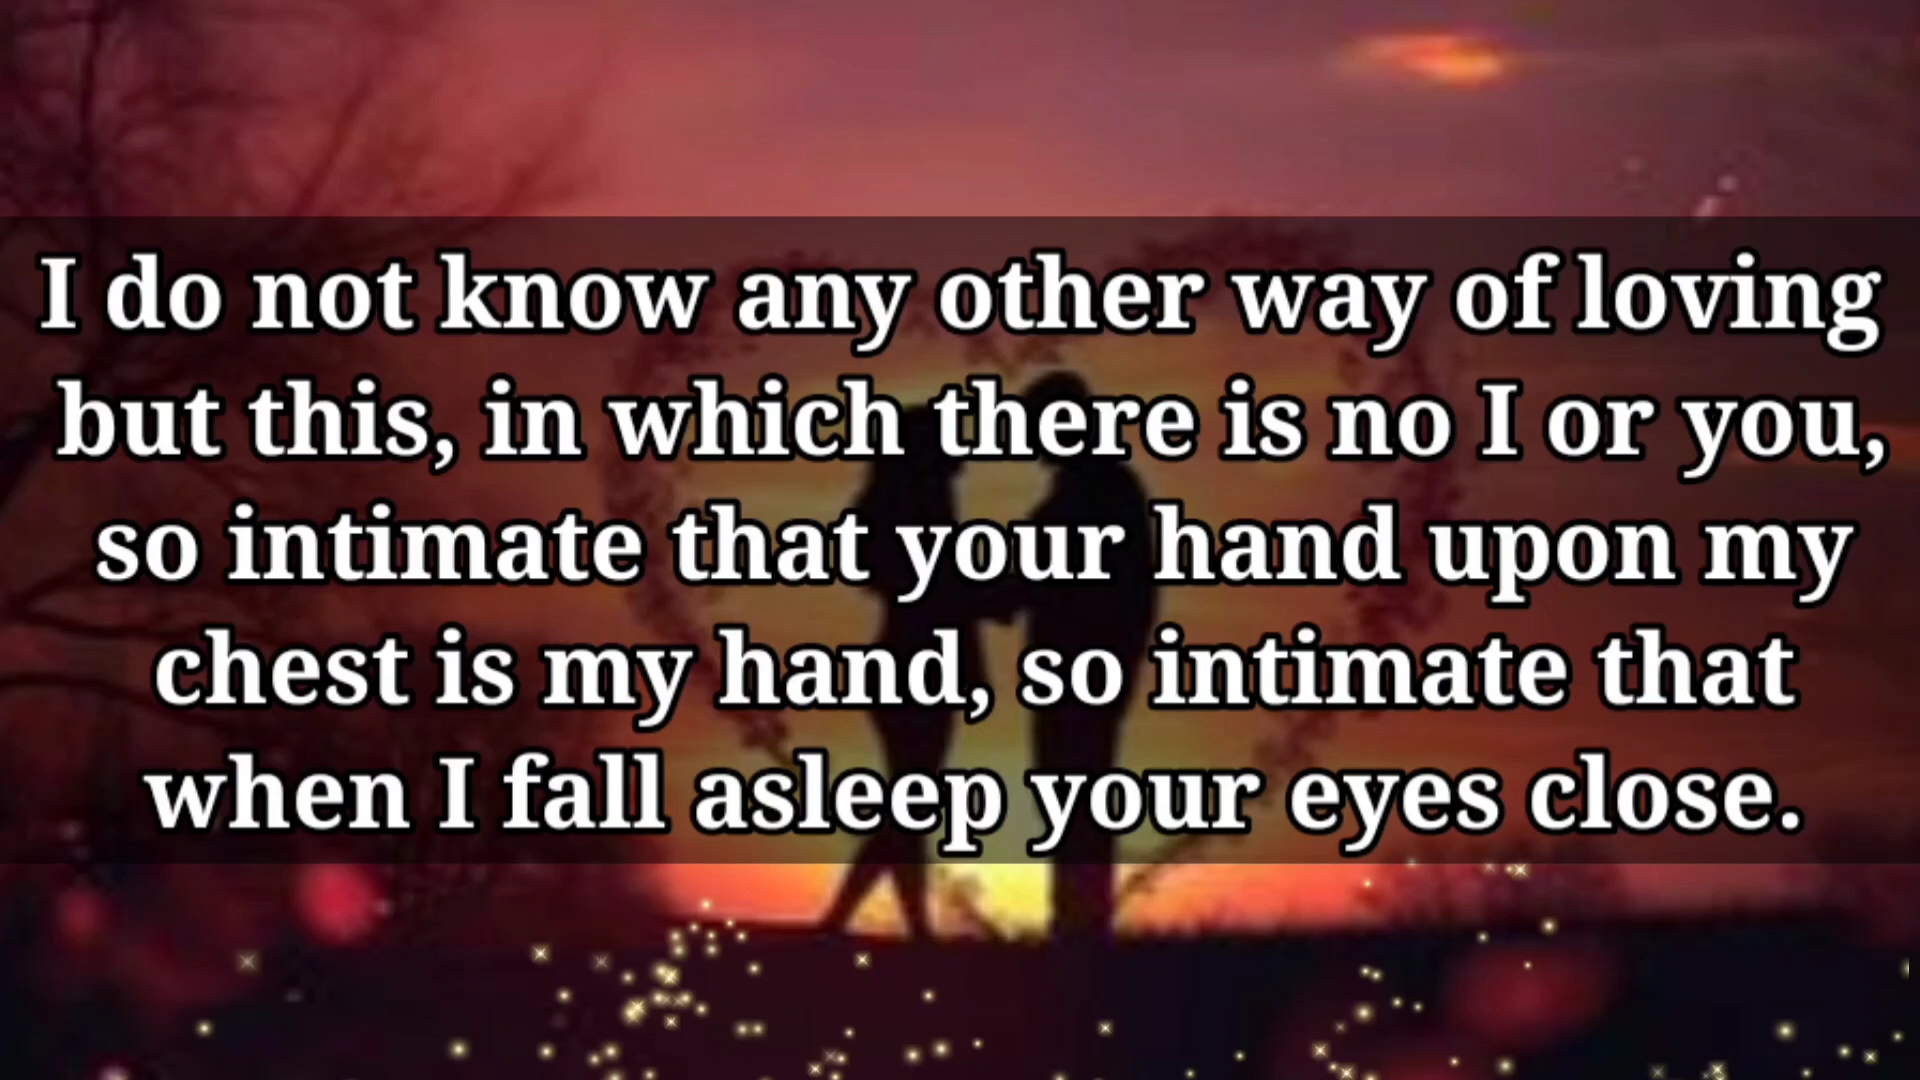 I do not know any other way of loving
but this, in which there is no I or you,
so intimate that your hand upon my
chest is my hand, so intimate that
when I fall asleep your eyes close.